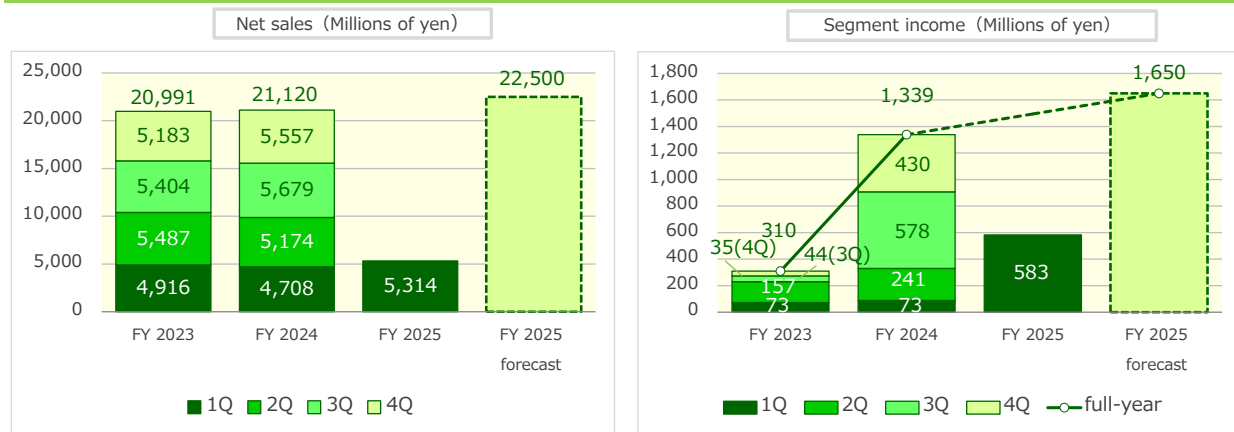 Net sales（Millions of yen）
25,000
20,000
15,000
10,000
5,000
0
20,991
21,120
22,500
5,183
5,557
5,404
5,679
5,487
5,174
4,916
4,708
5,314
FY 2023
FY 2024
FY 2025
FY 2025
forecast
1Q 2Q 3Q 4Q
Segment income（Millions of yen）
1,800
1,600
1,400
1,200
1,000
800
600
400
200
0
1,650
1,339
430
310
578
35(4Q)
44(3Q)
157
241
583
73
73
FY 2023
FY 2024
FY 2025
FY 2025
forecast
1Q 2Q 3Q 4Q full-year